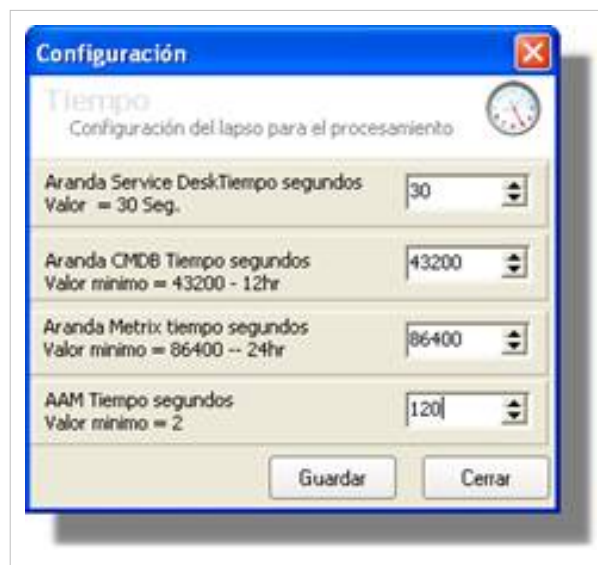 Configuración
Tiempo
Configuración del lapso para el procesamiento
Aranda Service DeskTiempo segundos
Valor = 30 Seg.
30
Aranda CMDB Tiempo segundos
Valor minimo = 43200 - 12hr
43200
Aranda Metrix tiempo segundos
Valor minimo = 86400 -- 24hr
86400
AAM Tiempo segundos
Valor minimo = 2
120
Guardar
Cerrar